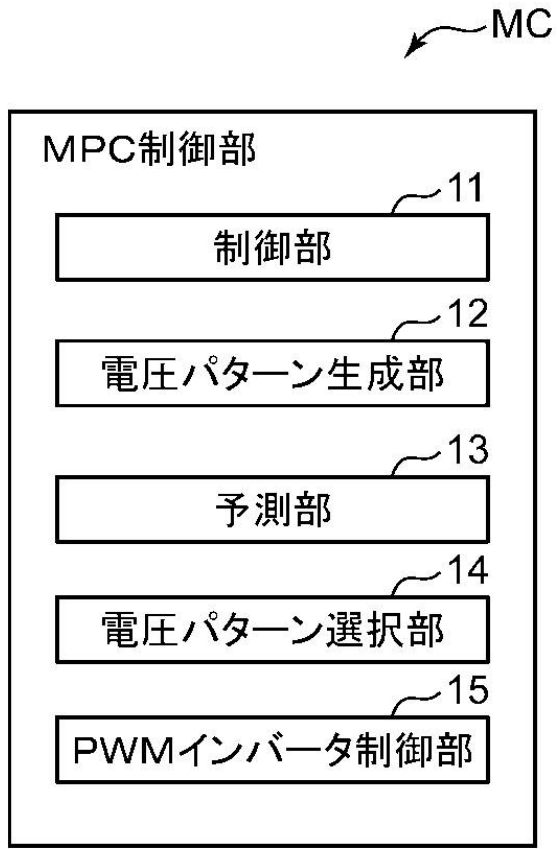 MC
MPC制御部
11
制御部
12
電圧パターン生成部
13
予測部
14
電圧パターン選択部
15
PWMインバータ制御部